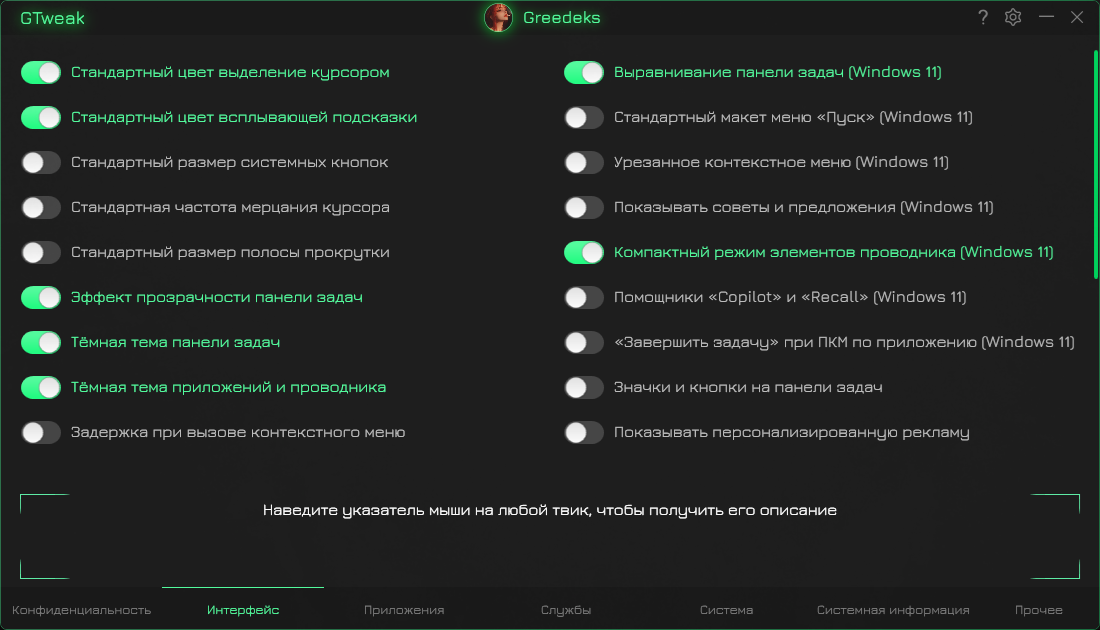 GTweak
Greedeks
?
Стандартный цвет выделение курсором
Стандартный цвет всплывающей подсказки
Стандартный размер системных кнопок
Стандартная частота мерцания курсора
Стандартный размер полосы прокрутки
Эффект прозрачности панели задач
Тёмная тема панели задач
Тёмная тема приложений и проводника
Задержка при вызове контекстного меню
Выравнивание панели задач (Windows 11)
Стандартный макет меню «Пуск» (Windows 11)
Урезанное контекстное меню (Windows 11)
Показывать советы и предложения (Windows 11)
Компактный режим элементов проводника (Windows 11)
Помощники «Copilot» и «Recall» (Windows 11)
«Завершить задачу» при ПКМ по приложению (Windows 11)
Значки и кнопки на панели задач
Показывать персонализированную рекламу
Наведите указатель мыши на любой твик, чтобы получить его описание
Конфиденциальность
Интерфейс
Приложения
Службы
Система
Системная информация
Прочее